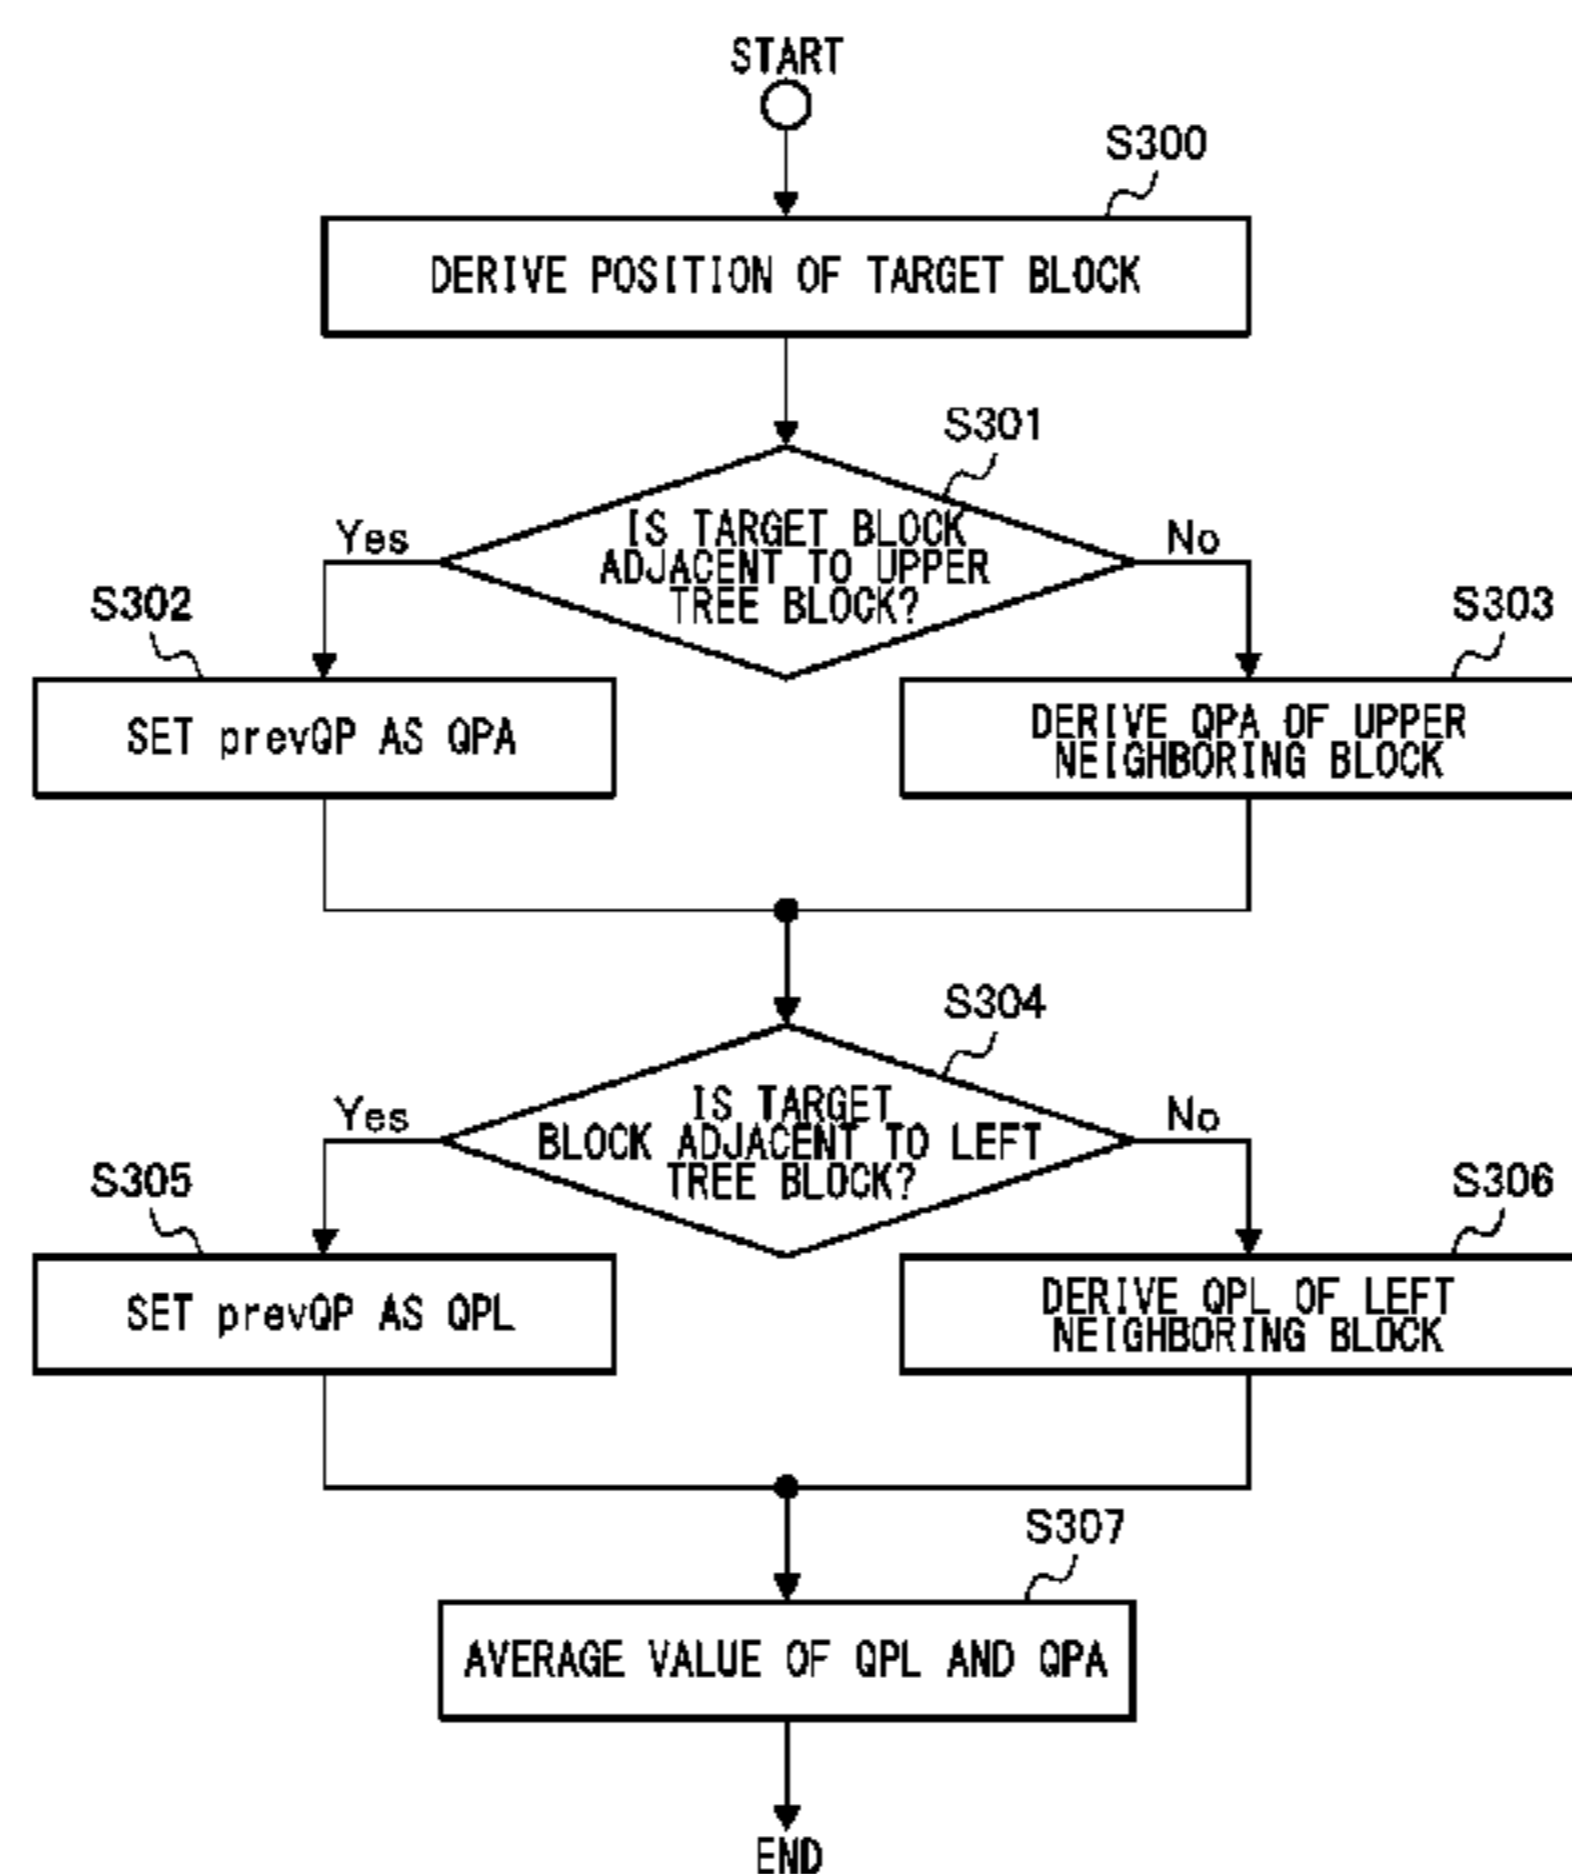 START
S300
DERIVE POSITION OF TARGET BLOCK
S301
IS TARGET BLOCK
ADJACENT TO UPPER
TREE BLOCK?
Yes
No
S302
S303
SET prevQP AS QPA
DERIVE QPA OF UPPER
NEIGHBORING BLOCK
S304
IS TARGET
BLOCK ADJACENT TO LEFT
TREE BLOCK?
Yes
No
S305
S306
SET prevQP AS QPL
DERIVE QPL OF LEFT
NEIGHBORING BLOCK
S307
AVERAGE VALUE OF QPL AND QPA
END